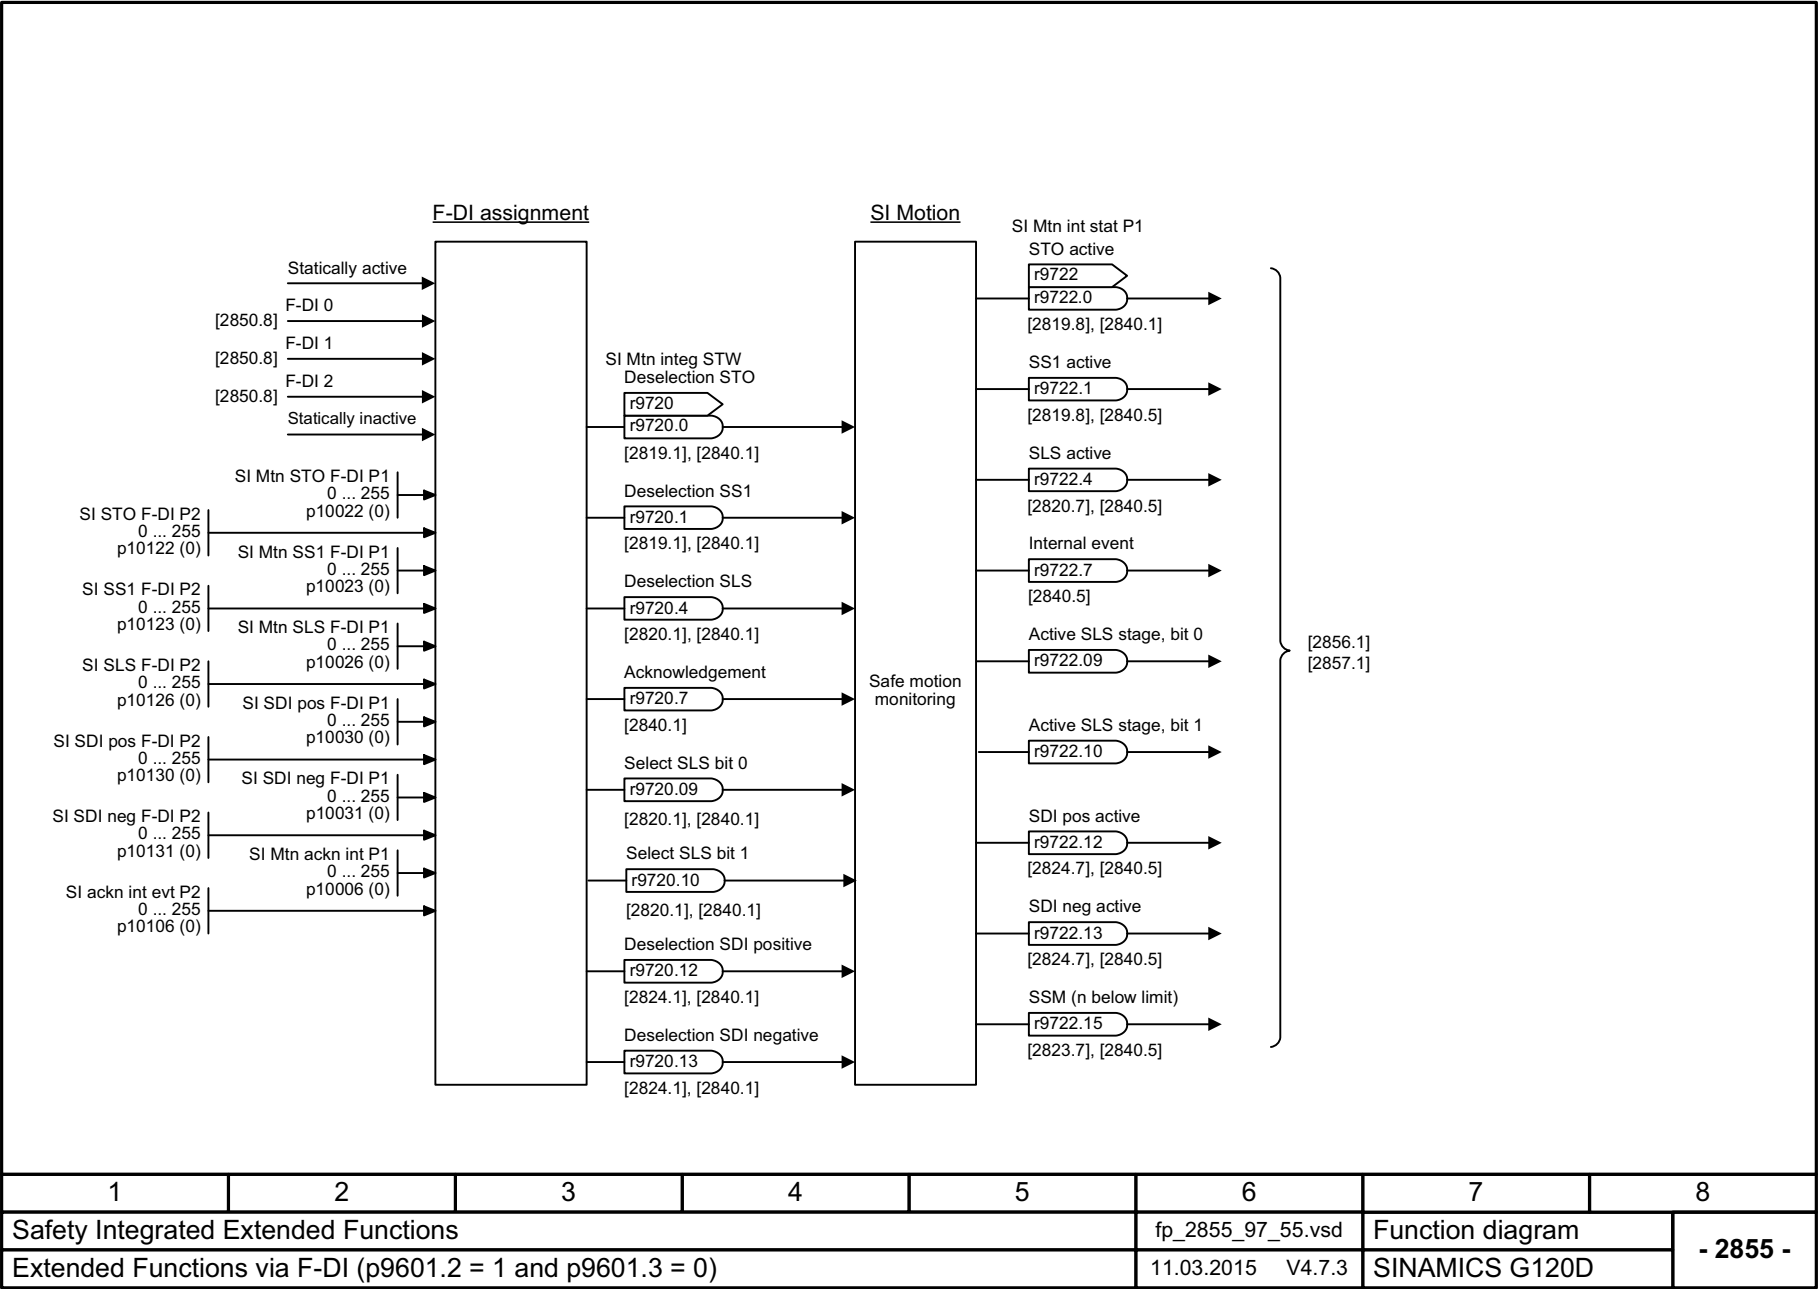 F-DI assignment
Statically active
F-DI 0
[2850.8]
F-DI 1
[2850.8]
F-DI 2
[2850.8]
Statically inactive
SI Mtn STO F-DI P1
0 ... 255
p10022 (0)
SI STO F-DI P2
0 ... 255
p10122 (0)
SI Mtn SS1 F-DI P1
0 ... 255
p10023 (0)
SI SS1 F-DI P2
0 ... 255
p10123 (0)
SI Mtn SLS F-DI P1
0 ... 255
p10026 (0)
SI SLS F-DI P2
0 ... 255
p10126 (0)
SI SDI pos F-DI P1
0 ... 255
p10030 (0)
SI SDI pos F-DI P2
0 ... 255
p10130 (0)
SI SDI neg F-DI P1
0 ... 255
p10031 (0)
SI SDI neg F-DI P2
0 ... 255
p10131 (0)
SI Mtn ackn int P1
0 ... 255
p10006 (0)
SI ackn int evt P2
0 ... 255
p10106 (0)
SI Mtn integ STW
Deselection STO
r9720
r9720.0
[2819.1], [2840.1]
Deselection SS1
r9720.1
[2819.1], [2840.1]
Deselection SLS
r9720.4
[2820.1], [2840.1]
Acknowledgement
r9720.7
[2840.1]
Select SLS bit 0
r9720.09
[2820.1], [2840.1]
Select SLS bit 1
r9720.10
[2820.1], [2840.1]
Deselection SDI positive
r9720.12
[2824.1], [2840.1]
Deselection SDI negative
r9720.13
[2824.1], [2840.1]
SI Motion
Safe motion
monitoring
SI Mtn int stat P1
STO active
r9722
r9722.0
[2819.8], [2840.1]
SS1 active
r9722.1
[2819.8], [2840.5]
SLS active
r9722.4
[2820.7], [2840.5]
Internal event
r9722.7
[2840.5]
Active SLS stage, bit 0
r9722.09
Active SLS stage, bit 1
r9722.10
SDI pos active
r9722.12
[2824.7], [2840.5]
SDI neg active
r9722.13
[2824.7], [2840.5]
SSM (n below limit)
r9722.15
[2823.7], [2840.5]
[2856.1]
[2857.1]
1 2 3 4 5 6 7 8
Safety Integrated Extended Functions
fp_2855_97_55.vsd
Function diagram
- 2855 -
Extended Functions via F-DI (p9601.2 = 1 and p9601.3 = 0)
11.03.2015 V4.7.3
SINAMICS G120D